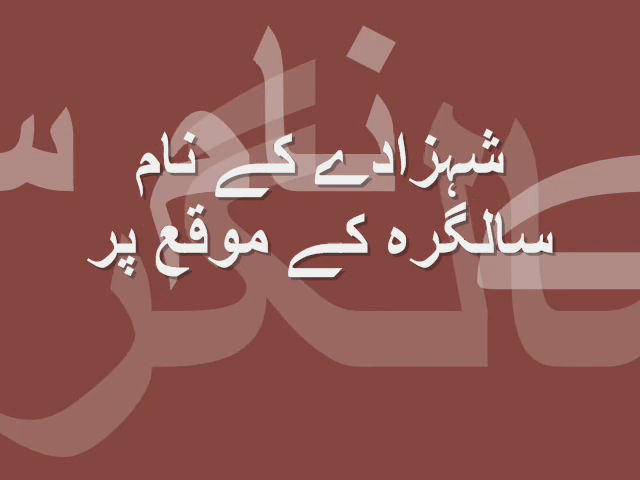 شہزادے کے نام
سالگرہ کے موقع پر